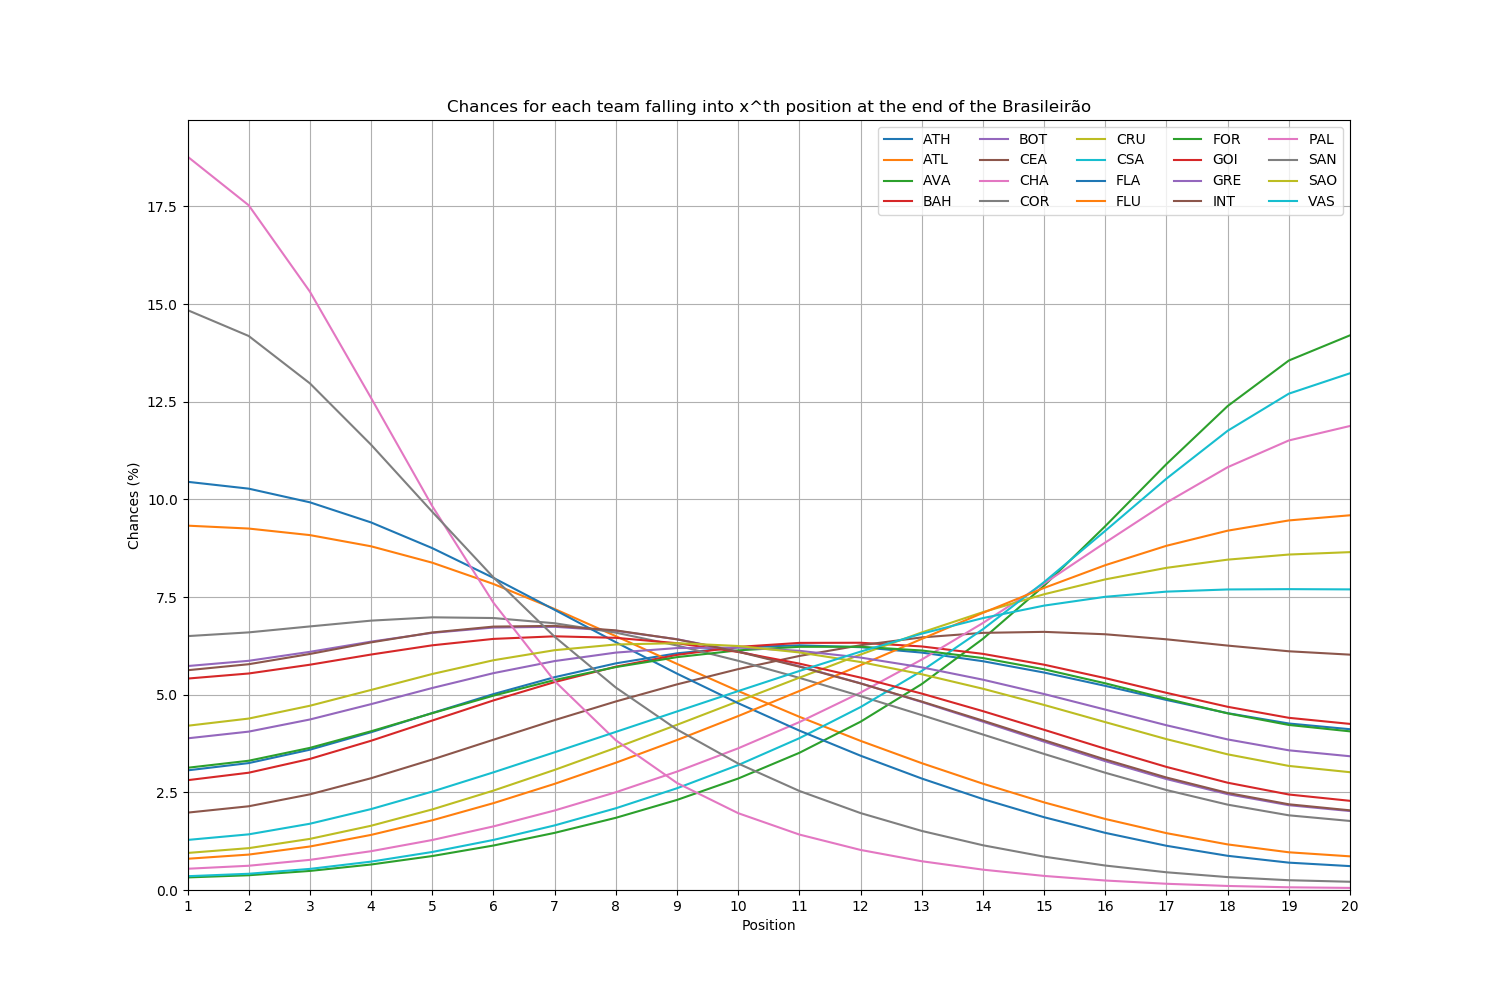 Chances for each team falling into x^th position at the end of the Brasileirão
ATH BOT CRU FOR PAL
ATL CEA CSA GOI SAN
AVA CHA FLA GRE SAO
BAH COR FLU INT VAS
17.5
15.0
12.5
10.0
7.5
5.0
2.5
0.0
Chances (%)
1 2 3 4 5 6 7 8 9 10 11 12 13 14 15 16 17 18 19 20
Position